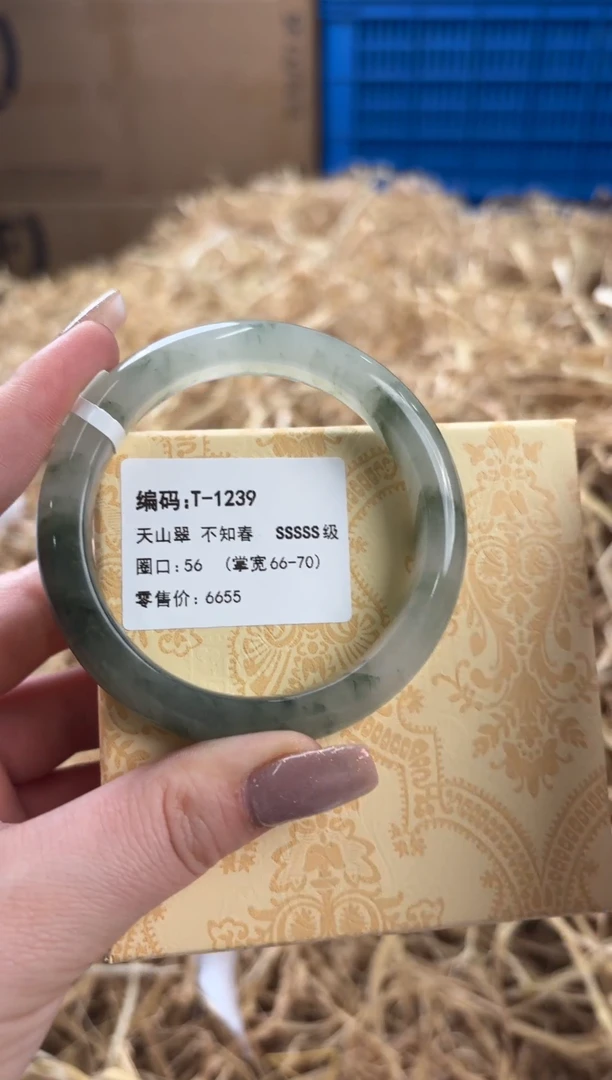 编码:T-1239
天山翠 不知春 SSSSS级
圈口:56 (掌宽66-70)
零售价: 6655